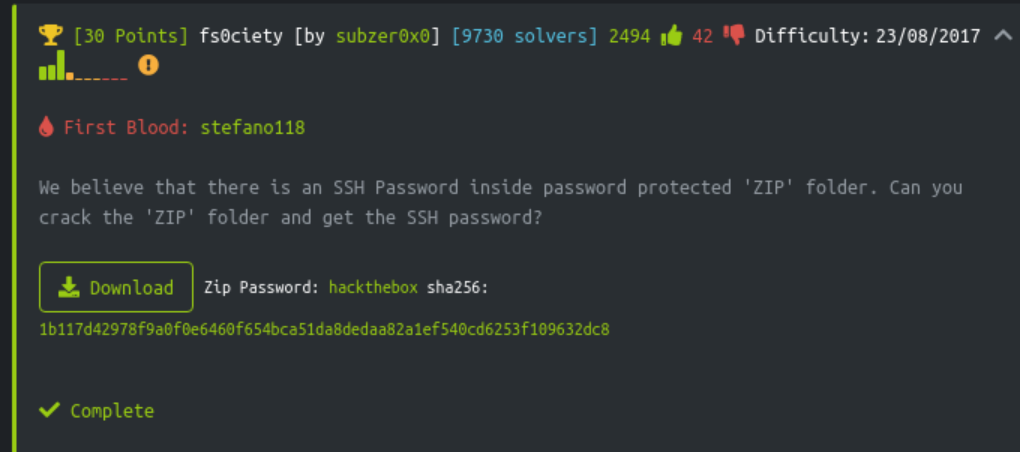 [30 Points] fs0ciety [by subzer0x0] [9730 solvers] 2494 42 Difficulty: 23/08/2017
First Blood: stefano118
We believe that there is an SSH Password inside password protected 'ZIP' folder. Can you
crack the 'ZIP' folder and get the SSH password?
Download Zip Password: hackthebox sha256:
1b117d42978f9a0f0e6460f654bca51da8dedaa82a1ef540cd6253f109632dc8
Complete